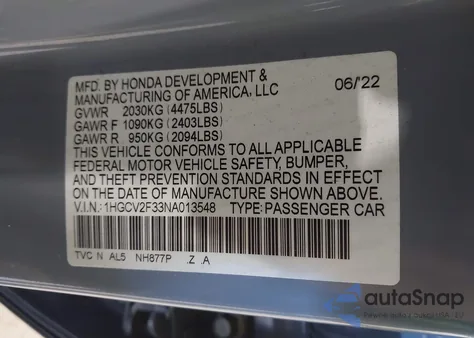 MFD. BY HONDA DEVELOPMENT &
MANUFACTURING OF AMERICA, LLC 06/'22
GVWR 2030KG (4475LBS)
GAWR F 1090KG (2403LBS)
GAWR R 950KG (2094LBS)
THIS VEHICLE CONFORMS TO ALL APPLICABLE
FEDERAL MOTOR VEHICLE SAFETY, BUMPER,
AND THEFT PREVENTION STANDARDS IN EFFECT
ON THE DATE OF MANUFACTURE SHOWN ABOVE.
V.I.N.: 1HGCV2F33NA013548 TYPE: PASSENGER CAR
TVC N AL5 NH877P .Z .A
autoSnap